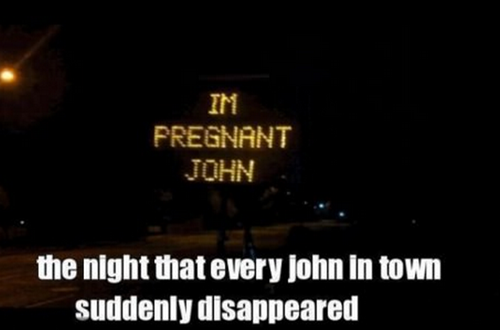 IM
PREGNANT
JOHN
the night that every john in town
suddenly disappeared